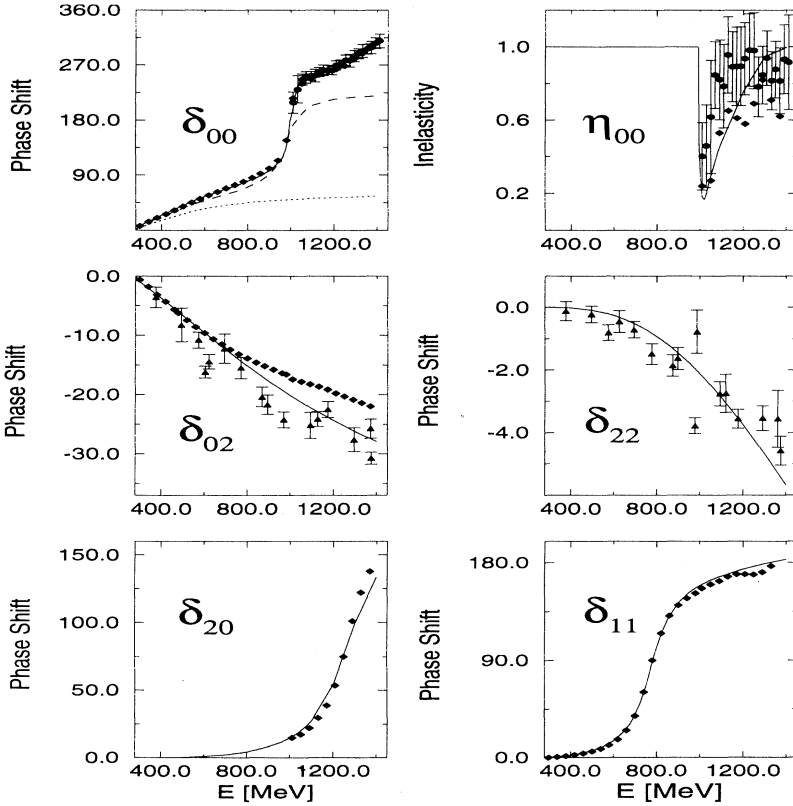 360.0
270.0
180.0
90.0
Phase Shift
δ00
400.0 800.0 1200.0
1.0
0.6
0.2
Inelasticity
η00
400.0 800.0 1200.0
0.0
-10.0
-20.0
-30.0
Phase Shift
δ02
400.0 800.0 1200.0
0.0
-2.0
-4.0
Phase Shift
δ22
400.0 800.0 1200.0
150.0
100.0
50.0
0.0
Phase Shift
δ20
400.0 800.0 1200.0
E [MeV]
180.0
90.0
0.0
Phase Shift
δ11
400.0 800.0 1200.0
E [MeV]